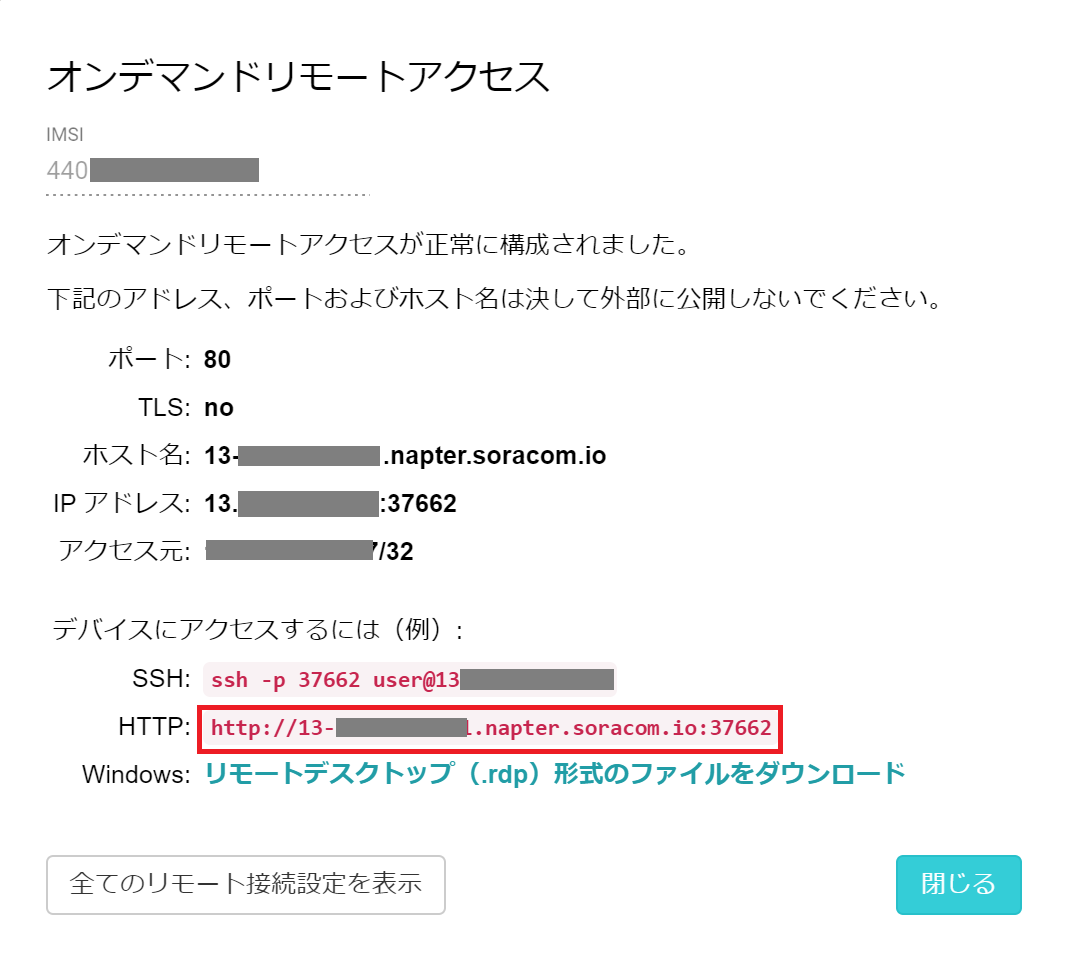 オンデマンドリモートアクセス
IMSI
440
オンデマンドリモートアクセスが正常に構成されました。
下記のアドレス、ポートおよびホスト名は決して外部に公開しないでください。
ポート: 80
TLS: no
ホスト名: 13-.napter.soracom.io
IP アドレス: 13.:37662
アクセス元: 7/32
デバイスにアクセスするには（例）:
SSH: ssh -p 37662 user@13
HTTP: http://13-1.napter.soracom.io:37662
Windows: リモートデスクトップ（.rdp）形式のファイルをダウンロード
全てのリモート接続設定を表示
閉じる